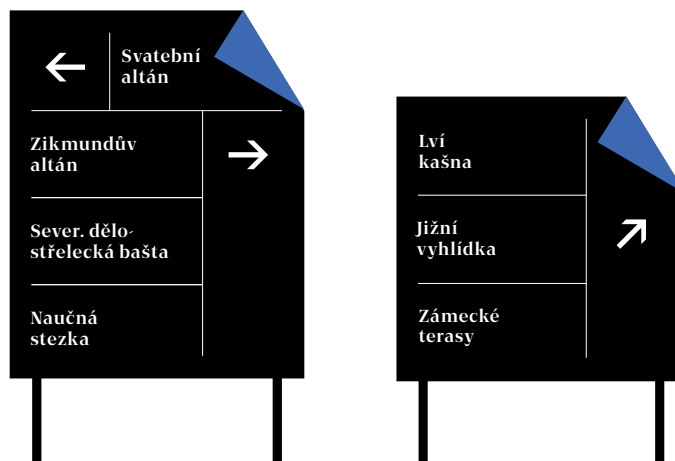 Svatební
altán
Zikmundův
altán
Sever. dělo-
střelecká bašta
Naučná
stezka
Lví
kašna
Jižní
vyhlídka
Zámecké
terasy